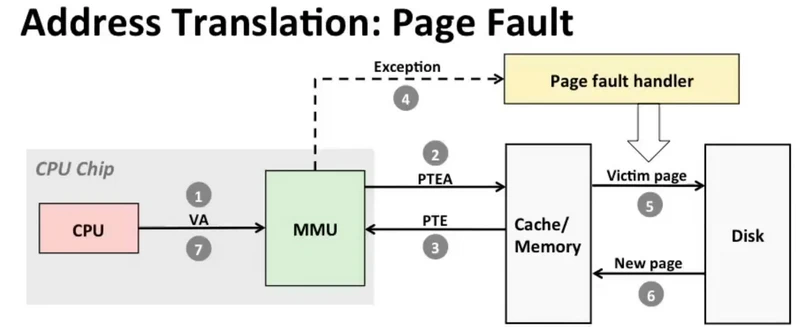 Address Translation: Page Fault
Exception
4
Page fault handler
CPU Chip
1
VA
7
CPU
MMU
2
PTEA
PTE
3
Cache/
Memory
Victim page
5
New page
6
Disk